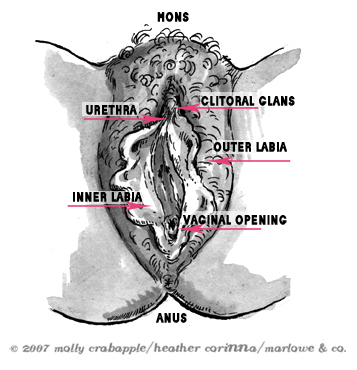 MONS
CLITORAL GLANS
URETHRA
OUTER LABIA
INNER LABIA
VAGINAL OPENING
ANUS
© 2007 molly crabapple/heather corinna/marlowe & co.